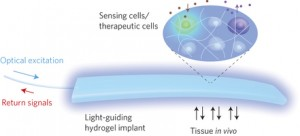 Sensing cells/
therapeutic cells
Optical excitation
Return signals
Light-guiding
hydrogel implant
Tissue in vivo